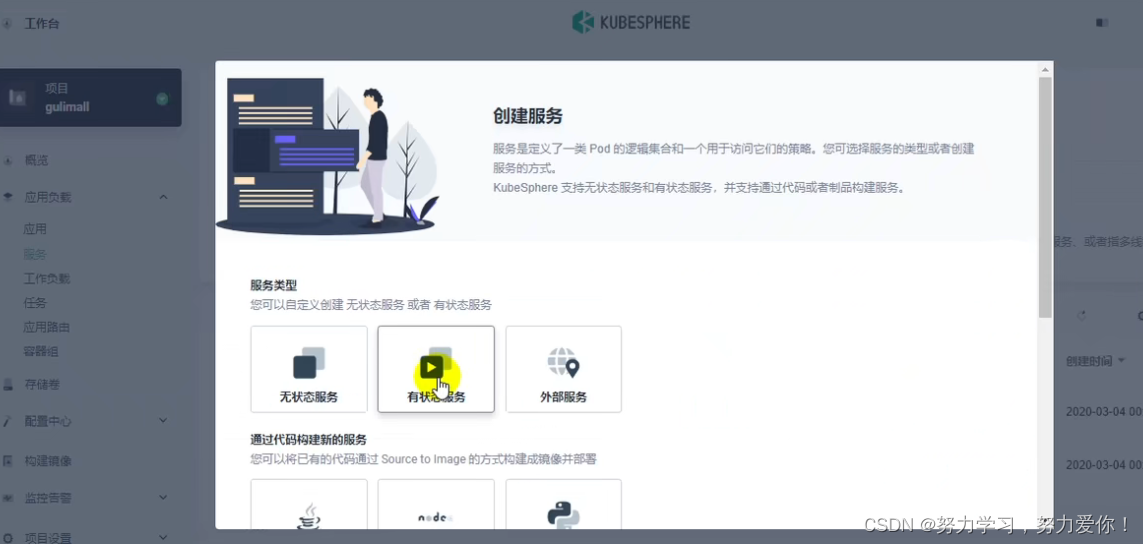 工作台
KUBESPHERE
项目
gulimall
概览
应用负载
应用
服务
工作负载
任务
应用路由
容器组
存储卷
配置中心
构建镜像
监控告警
项目设置
创建服务
服务是定义了一类 Pod 的逻辑集合和一个用于访问它们的策略。您可选择服务的类型或者创建
服务的方式。
KubeSphere 支持无状态服务和有状态服务，并支持通过代码或者制品构建服务。
服务类型
您可以自定义创建 无状态服务 或者 有状态服务
无状态服务
有状态服务
外部服务
通过代码构建新的服务
您可以将已有的代码通过 Source to Image 的方式构建成镜像并部署
node
服务、或者指多线
创建时间
2020-03-04 00
2020-03-04 00
CSDN @努力学习，努力爱你！